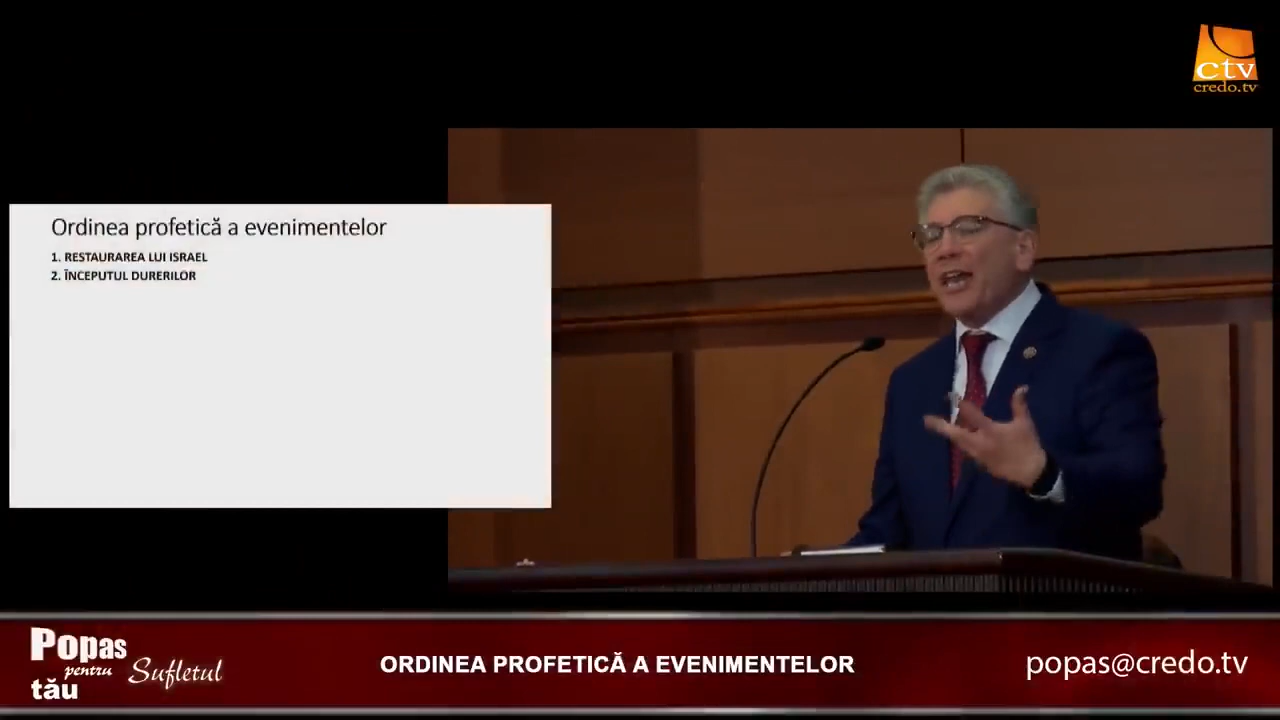 ctv
credo.tv
Ordinea profetică a evenimentelor
1. RESTAURAREA LUI ISRAEL
2. ÎNCEPUTUL DURERILOR
Popas
pentru
Sufletul
tău
ORDINEA PROFETICĂ A EVENIMENTELOR
popas@credo.tv